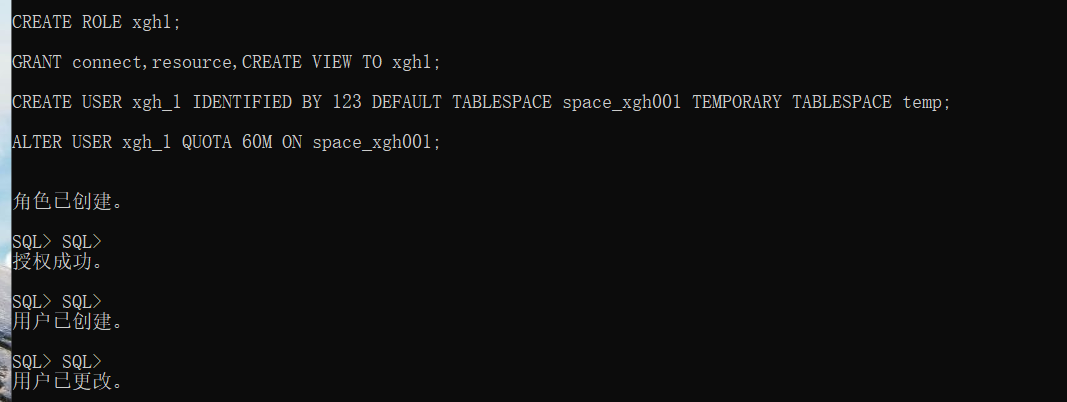 CREATE ROLE xgh1;
GRANT connect,resource,CREATE VIEW TO xgh1;
CREATE USER xgh_1 IDENTIFIED BY 123 DEFAULT TABLESPACE space_xgh001 TEMPORARY TABLESPACE temp;
ALTER USER xgh_1 QUOTA 60M ON space_xgh001;
角色已创建。
SQL> SQL>
授权成功。
SQL> SQL>
用户已创建。
SQL> SQL>
用户已更改。